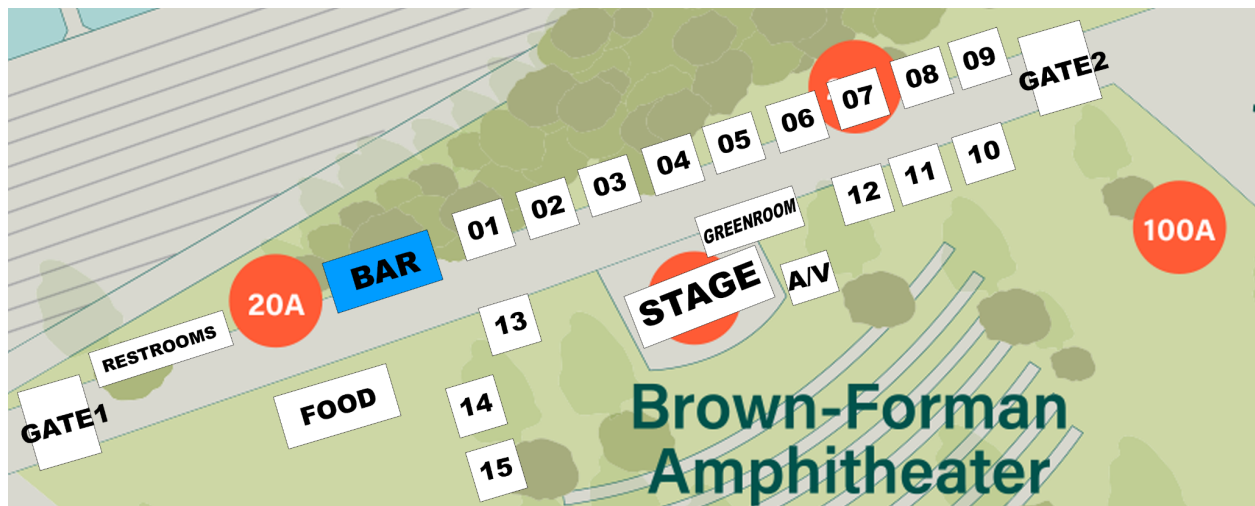 09
GATE2
08
07
06
05
04
03
02
01
10
11
12
GREENROOM
100A
BAR
STAGE
A/V
20A
RESTROOMS
13
FOOD
14
GATE1
15
Brown-Forman
Amphitheater